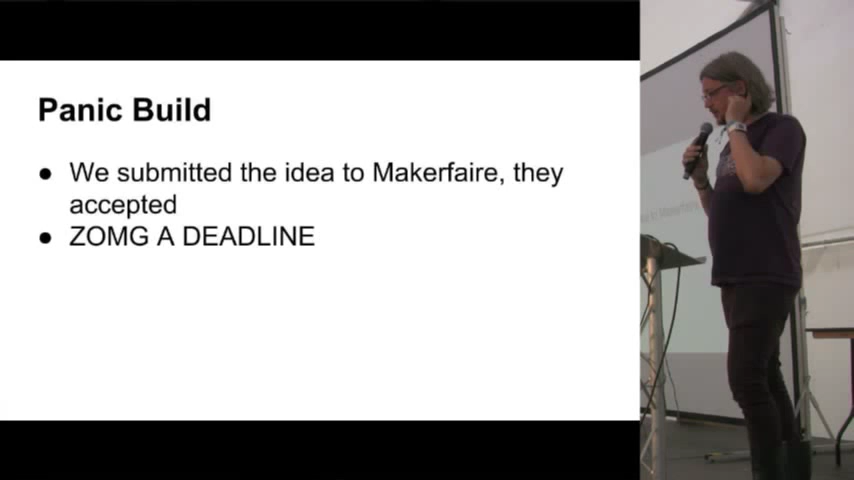 Panic Build
● We submitted the idea to Makerfaire, they
accepted
● ZOMG A DEADLINE